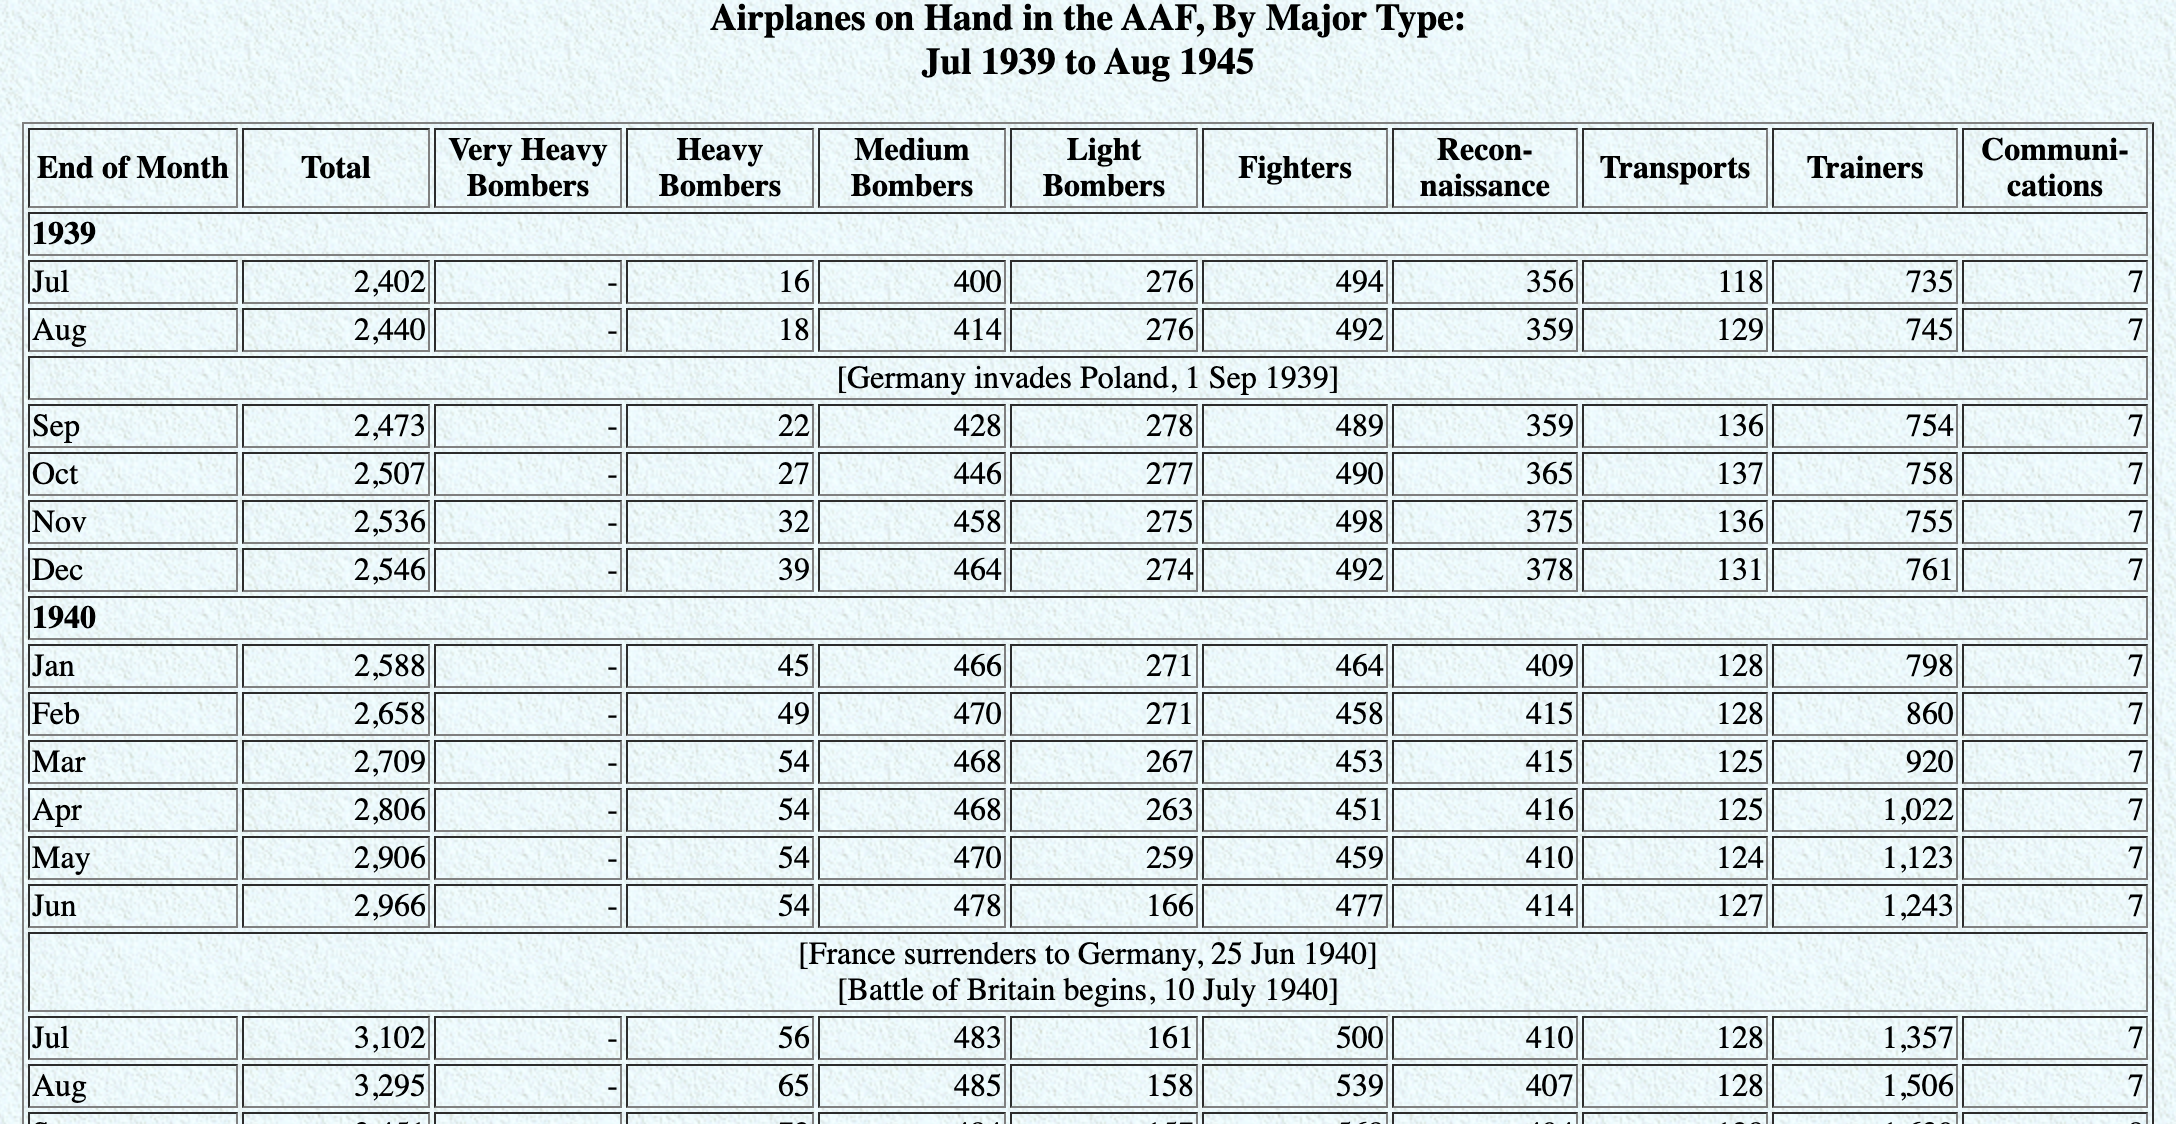 Airplanes on Hand in the AAF, By Major Type:
Jul 1939 to Aug 1945
End of Month Total Very Heavy Bombers Heavy Bombers Medium Bombers Light Bombers Fighters Recon- naissance Transports Trainers Communi- cations
1939
Jul 2,402 - 16 400 276 494 356 118 735 7
Aug 2,440 - 18 414 276 492 359 129 745 7
[Germany invades Poland, 1 Sep 1939]
Sep 2,473 - 22 428 278 489 359 136 754 7
Oct 2,507 - 27 446 277 490 365 137 758 7
Nov 2,536 - 32 458 275 498 375 136 755 7
Dec 2,546 - 39 464 274 492 378 131 761 7
1940
Jan 2,588 - 45 466 271 464 409 128 798 7
Feb 2,658 - 49 470 271 458 415 128 860 7
Mar 2,709 - 54 468 267 453 415 125 920 7
Apr 2,806 - 54 468 263 451 416 125 1,022 7
May 2,906 - 54 470 259 459 410 124 1,123 7
Jun 2,966 - 54 478 166 477 414 127 1,243 7
[France surrenders to Germany, 25 Jun 1940]
[Battle of Britain begins, 10 July 1940]
Jul 3,102 - 56 483 161 500 410 128 1,357 7
Aug 3,295 - 65 485 158 539 407 128 1,506 7